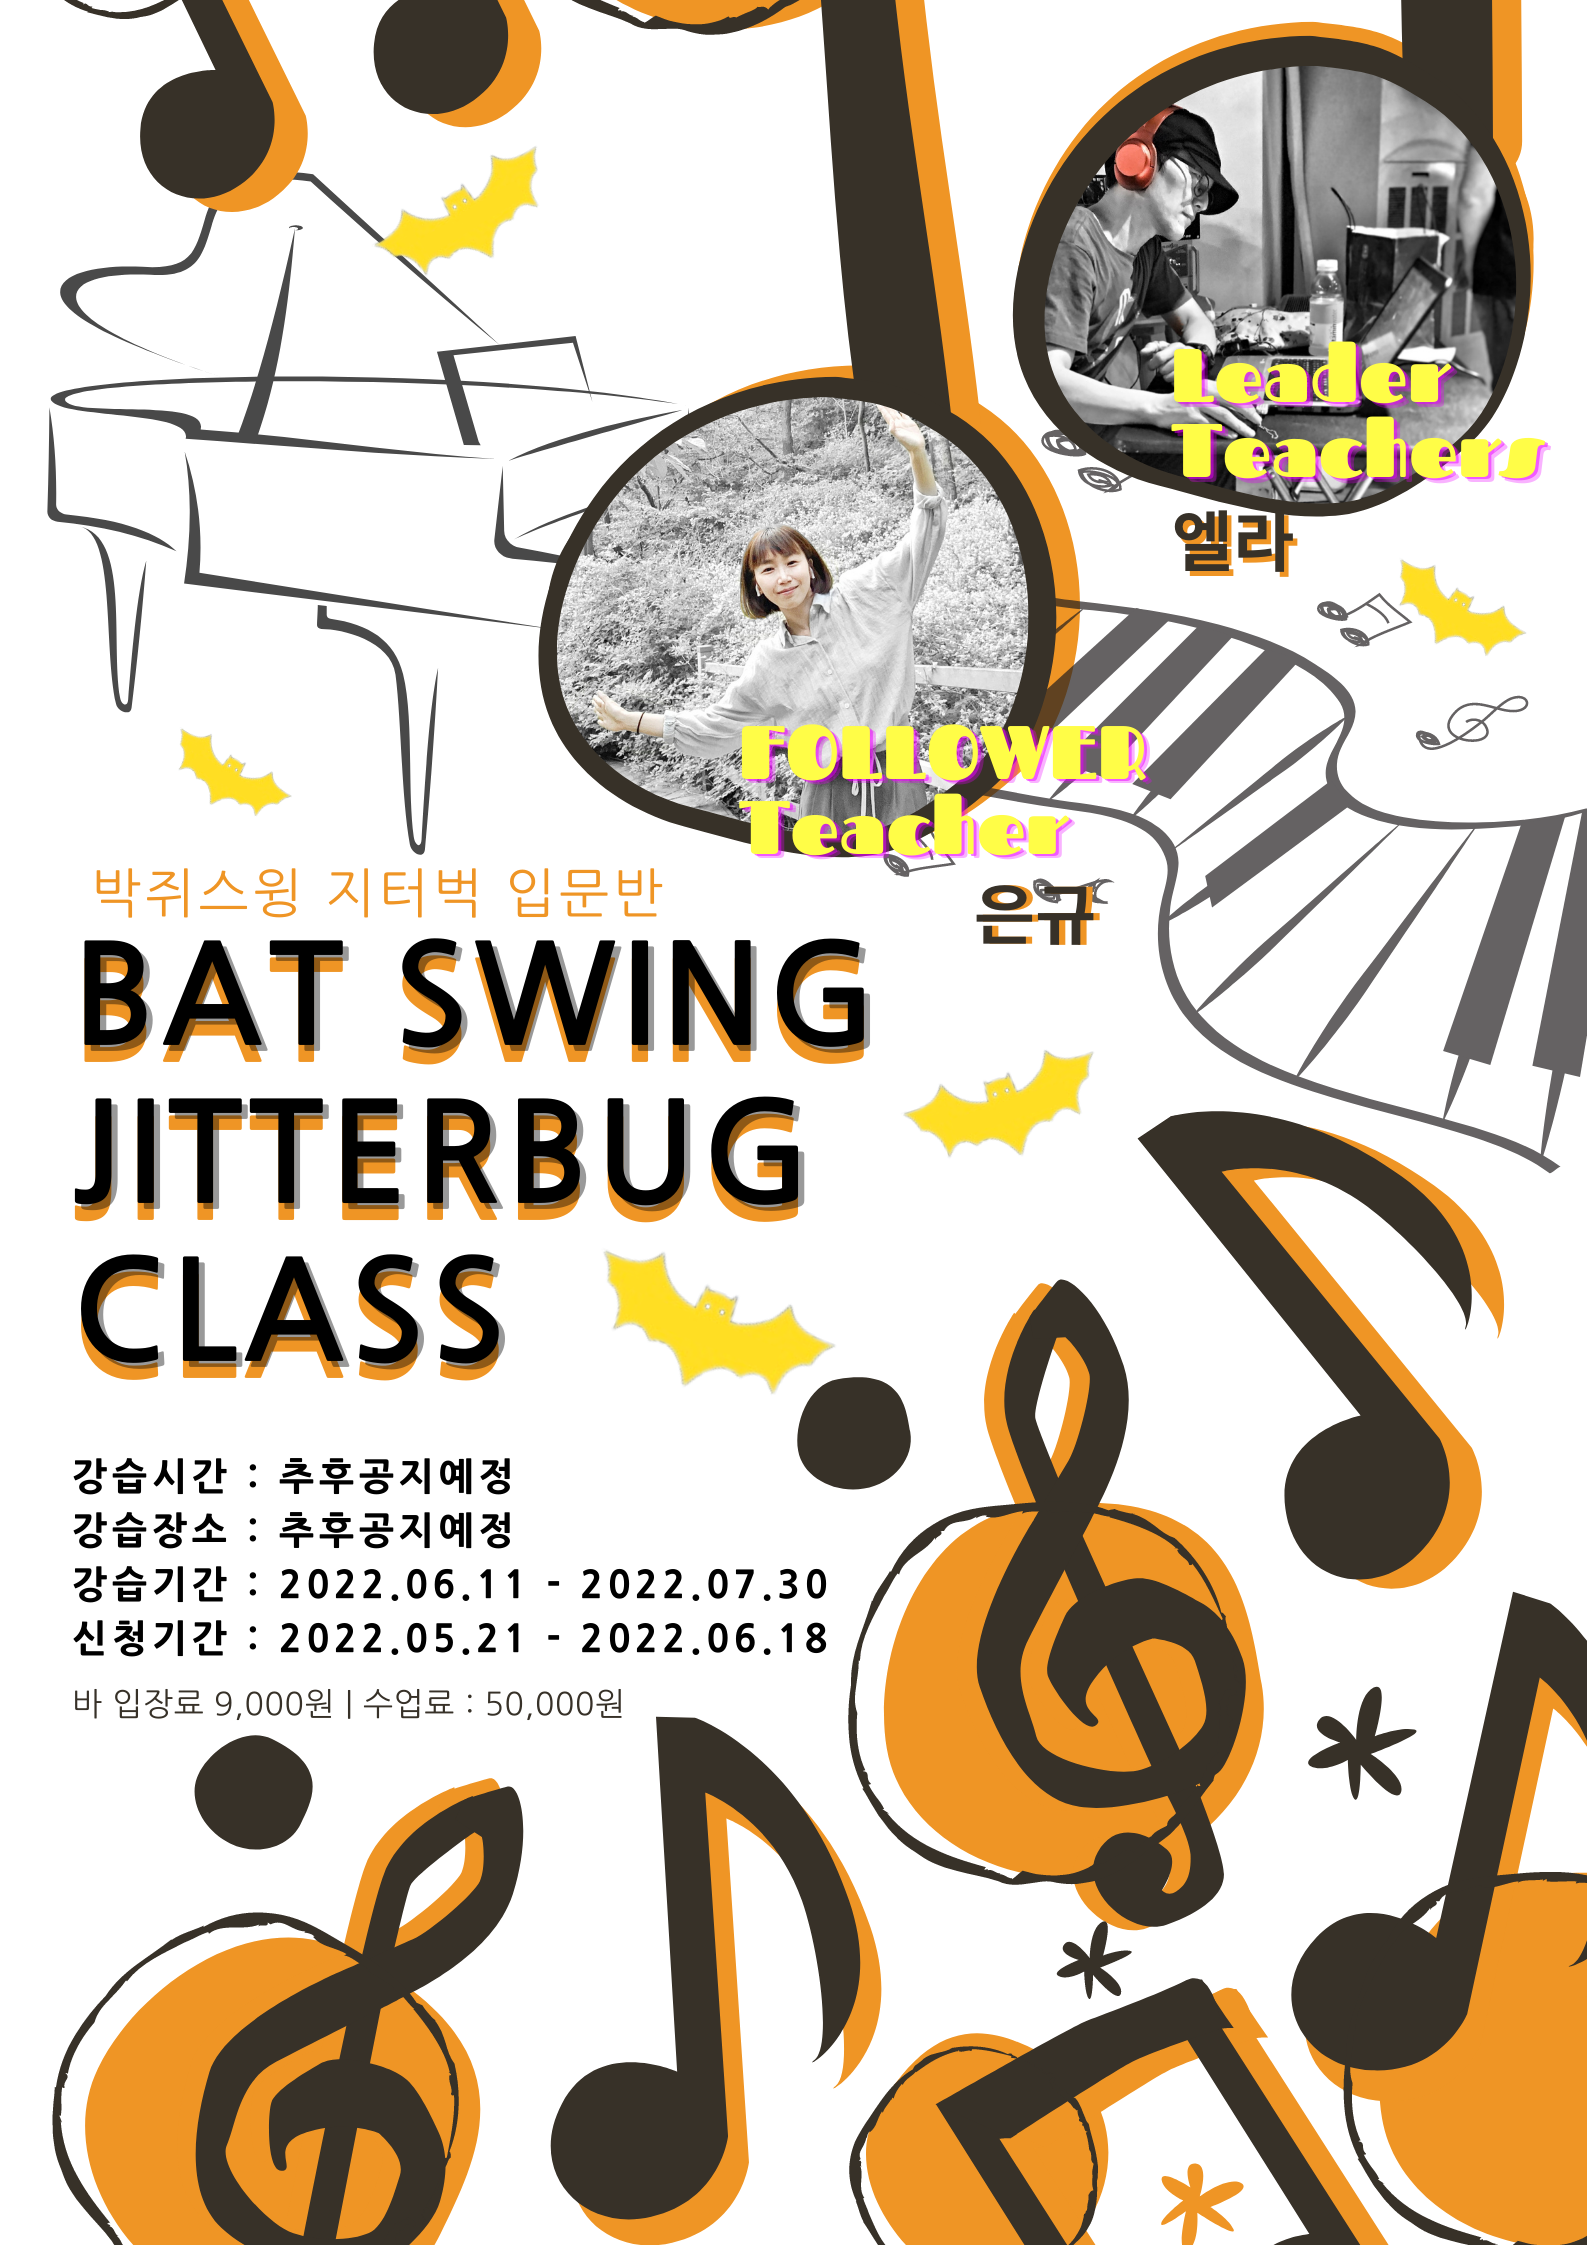 Leader
Teachers
엘라
FOLLOWER
Teacher
은규
박쥐스윙 지터벅 입문반
BAT SWING
JITTERBUG
CLASS
강습시간 : 추후공지예정
강습장소 : 추후공지예정
강습기간 : 2022.06.11 - 2022.07.30
신청기간 : 2022.05.21 - 2022.06.18
바 입장료 9,000원 | 수업료 : 50,000원